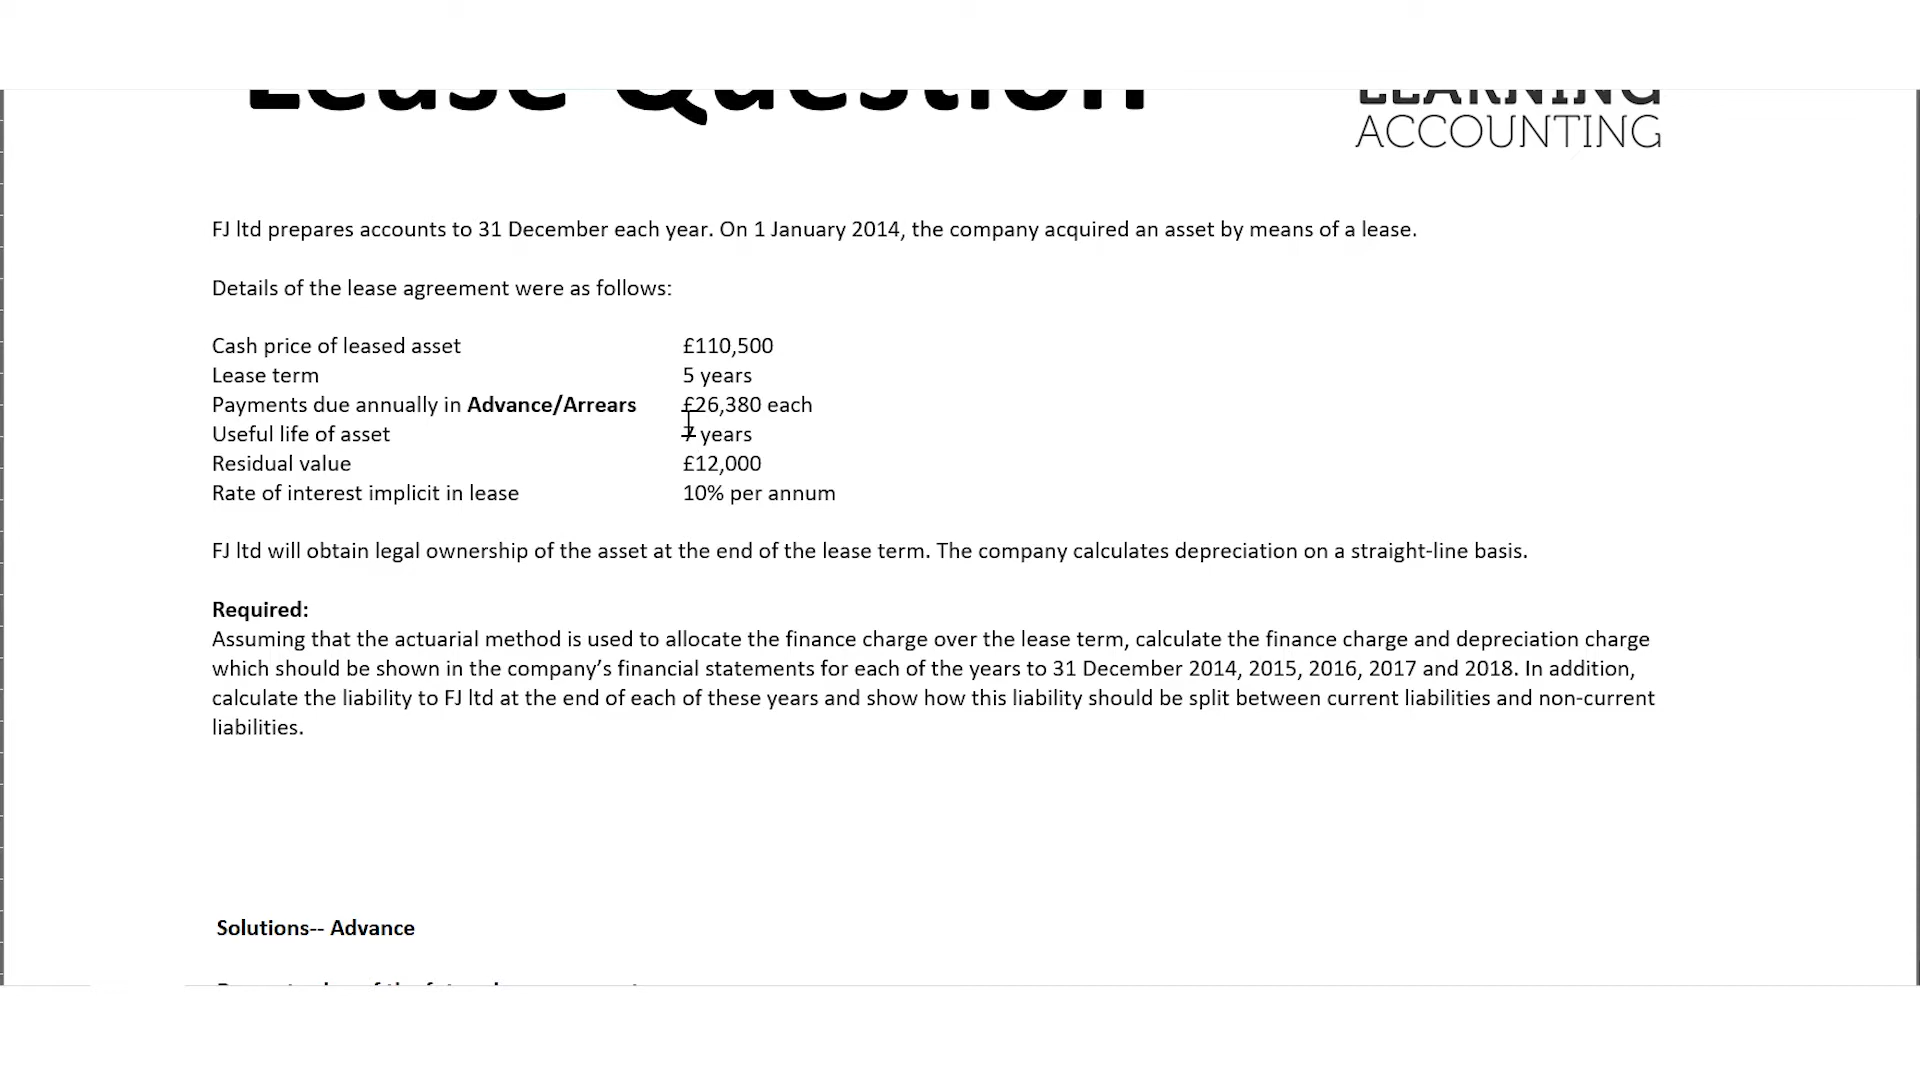 Lease Question
LEARNING
ACCOUNTING
FJ ltd prepares accounts to 31 December each year. On 1 January 2014, the company acquired an asset by means of a lease.
Details of the lease agreement were as follows:
Cash price of leased asset £110,500
Lease term 5 years
Payments due annually in Advance/Arrears £26,380 each
Useful life of asset 7 years
Residual value £12,000
Rate of interest implicit in lease 10% per annum
FJ ltd will obtain legal ownership of the asset at the end of the lease term. The company calculates depreciation on a straight-line basis.
Required:
Assuming that the actuarial method is used to allocate the finance charge over the lease term, calculate the finance charge and depreciation charge
which should be shown in the company’s financial statements for each of the years to 31 December 2014, 2015, 2016, 2017 and 2018. In addition,
calculate the liability to FJ ltd at the end of each of these years and show how this liability should be split between current liabilities and non-current
liabilities.
Solutions-- Advance